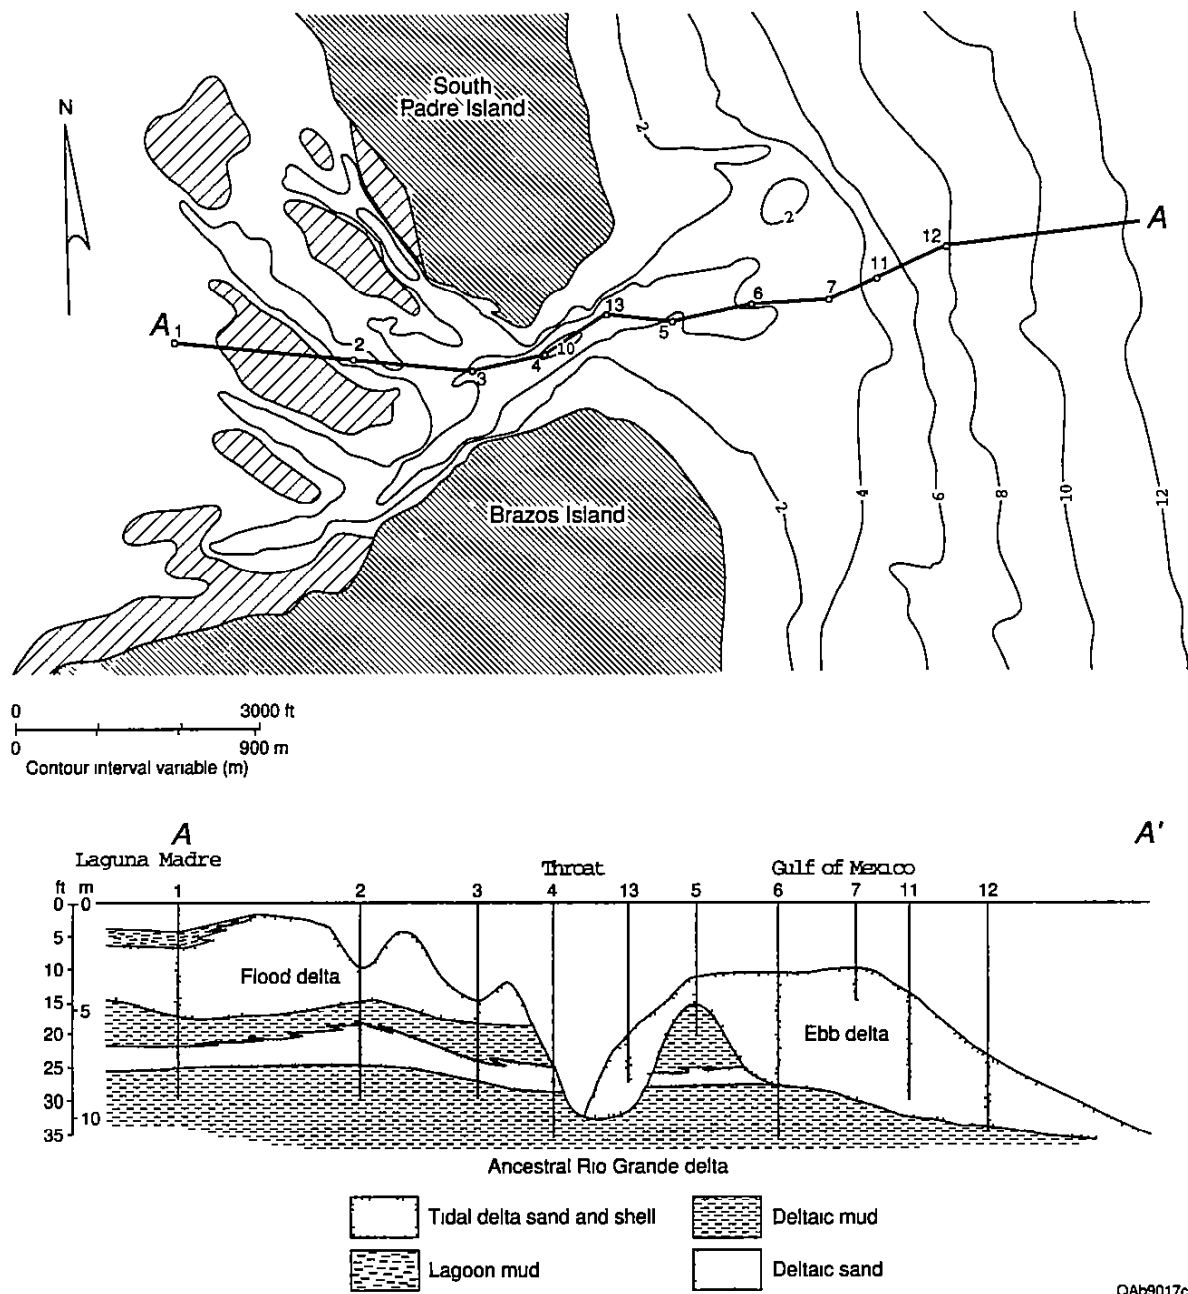 South
Padre Island
N
2
2
A
12
11
13
6
7
A
1
5
2
10
4
3
Brazos Island
2
4
6
8
10
12
0 3000 ft
0 900 m
Contour interval variable (m)
A A'
Laguna Madre Throat Gulf of Mexico
ft m 1 2 3 4 13 5 6 7 11 12
0 0
5
10
Flood delta
15
5
20
Ebb delta
25
30
10
35
Ancestral Rio Grande delta
Tidal delta sand and shell Deltaic mud
Lagoon mud Deltaic sand
QAb9017c